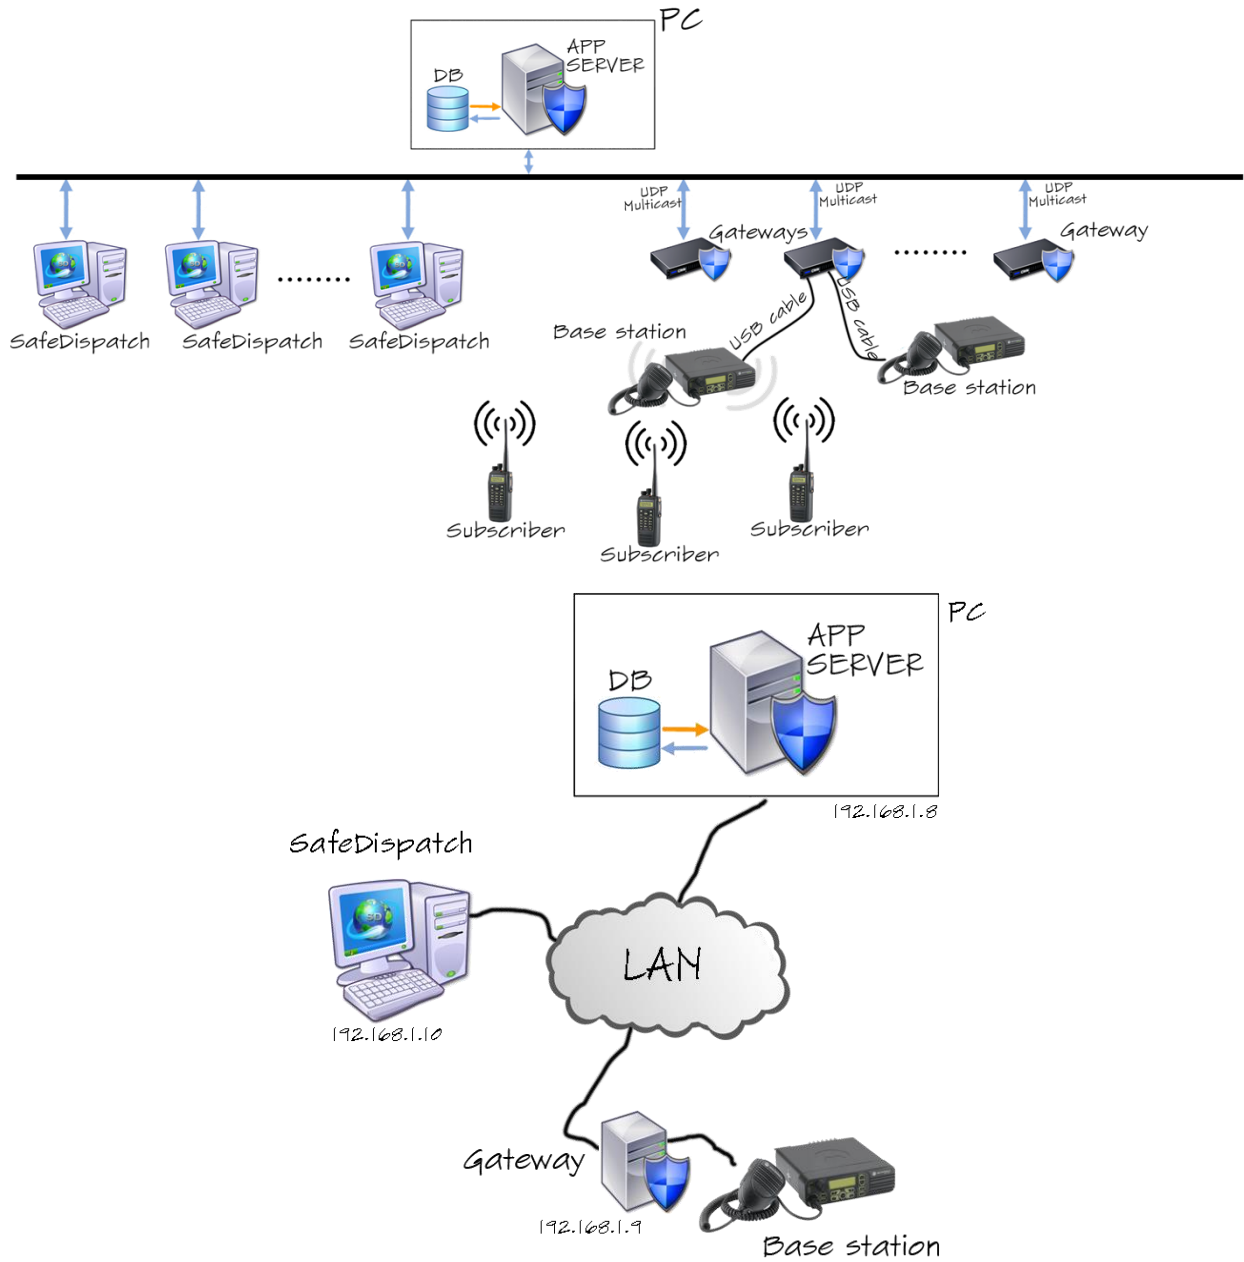 PC
APP
SERVER
DB
UDP
Multicast
UDP
Multicast
UDP
Multicast
Gateways
Gateway
SafeDispatch
SafeDispatch
SafeDispatch
Base station
USB cable
USB cable
Base station
Subscriber
Subscriber
Subscriber
PC
APP
SERVER
DB
192.168.1.8
SafeDispatch
SD
192.168.1.10
LAN
Gateway
192.168.1.9
Base station